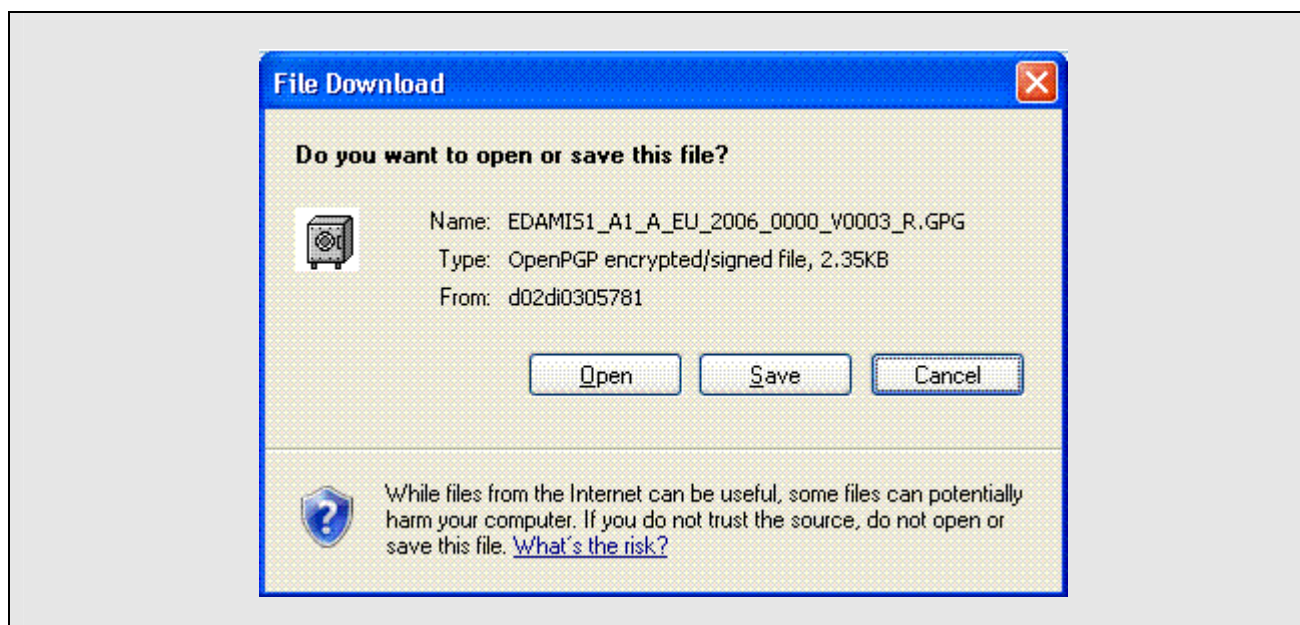 File Download
Do you want to open or save this file?
Name: EDAMIS1_A1_A_EU_2006_0000_V0003_R.GPG
Type: OpenPGP encrypted/signed file, 2.35KB
From: d02di0305781
Open Save Cancel
While files from the Internet can be useful, some files can potentially
harm your computer. If you do not trust the source, do not open or
save this file. What's the risk?